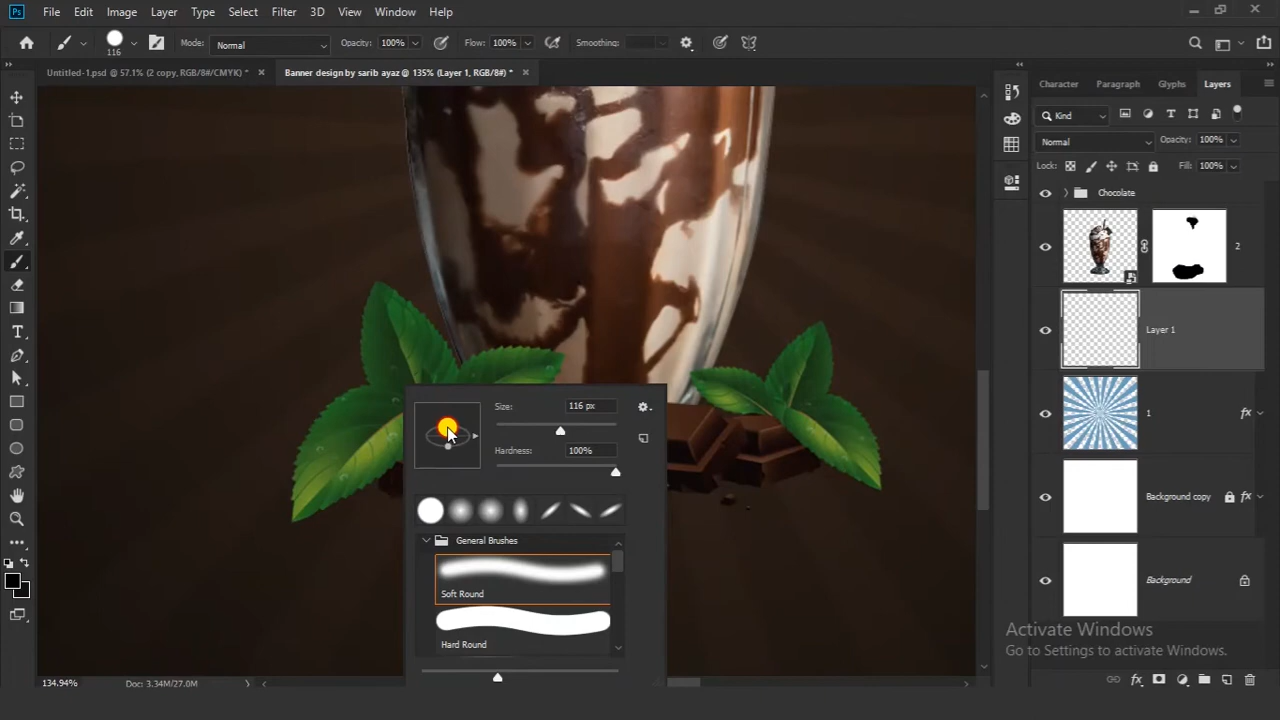 Ps File Edit Image Layer Type Select Filter 3D View Window Help
116 Mode: Normal Opacity: 100% Flow: 100% Smoothing:
Untitled-1.psd @ 57.1% (2 copy, RGB/8#/CMYK) * × Banner design by sarib ayaz @ 135% (Layer 1, RGB/8#) * ×
Character Paragraph Glyphs Layers
Kind
Normal Opacity: 100%
Lock: Fill: 100%
Chocolate
2
Layer 1
1 fx
Background copy fx
Background
Size: 116 px
Hardness: 100%
General Brushes
Soft Round
Hard Round
Activate Windows
Go to Settings to activate Windows.
134.94% Doc: 3.34M/27.0M
fx